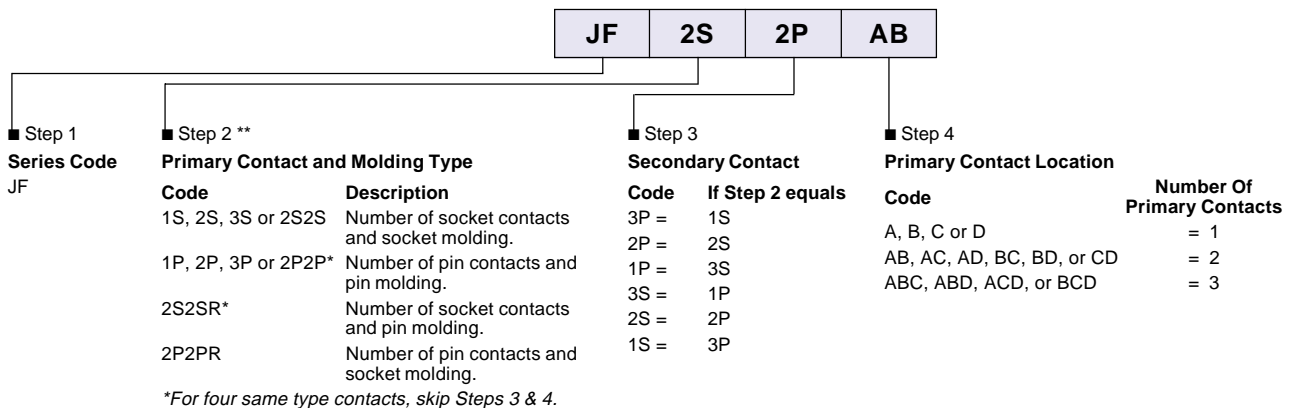 JF 2S 2P AB
■ Step 1
Series Code
JF
■ Step 2 **
Primary Contact and Molding Type
Code Description
1S, 2S, 3S or 2S2S Number of socket contacts
and socket molding.
1P, 2P, 3P or 2P2P* Number of pin contacts and
pin molding.
2S2SR* Number of socket contacts
and pin molding.
2P2PR Number of pin contacts and
socket molding.
*For four same type contacts, skip Steps 3 & 4.
■ Step 3
Secondary Contact
Code If Step 2 equals
3P = 1S
2P = 2S
1P = 3S
3S = 1P
2S = 2P
1S = 3P
■ Step 4
Primary Contact Location
Code Number Of
Primary Contacts
A, B, C or D = 1
AB, AC, AD, BC, BD, or CD = 2
ABC, ABD, ACD, or BCD = 3